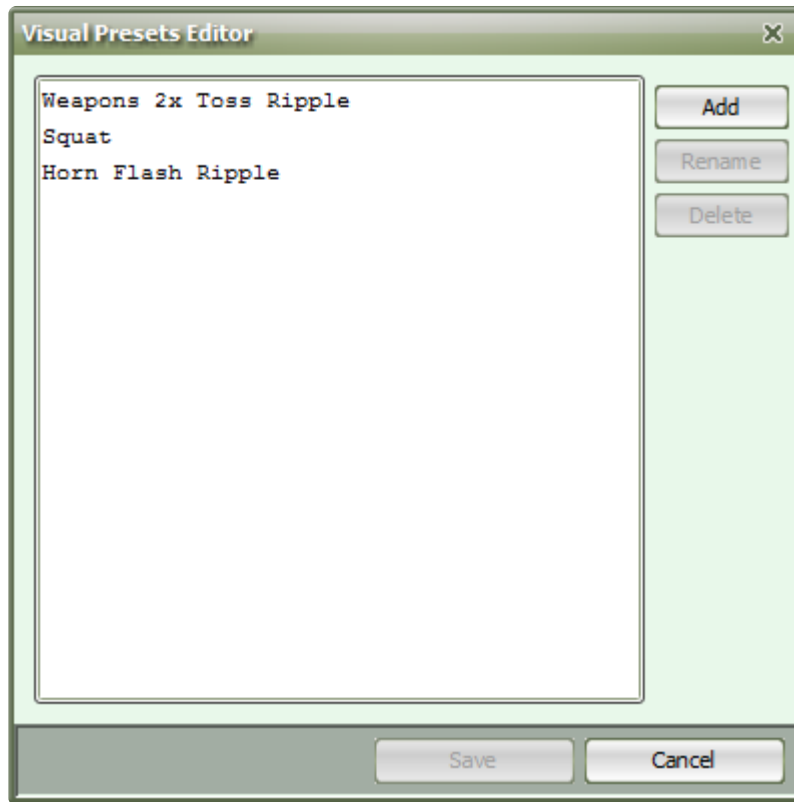 Visual Presets Editor
Weapons 2x Toss Ripple
Squat
Horn Flash Ripple
Add
Rename
Delete
Save
Cancel